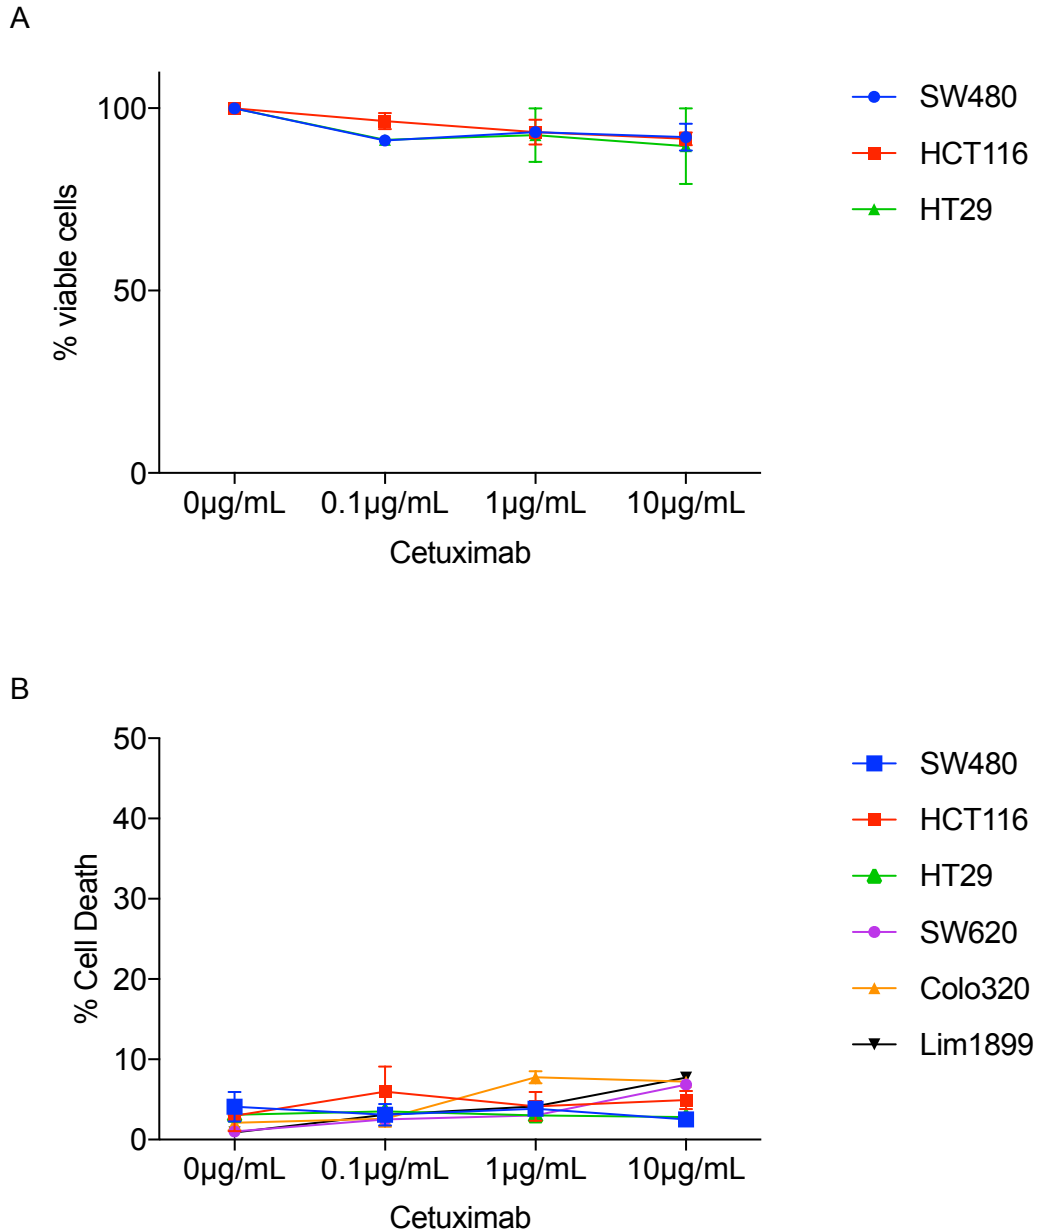 A
% viable cells
100
50
0
0µg/mL 0.1µg/mL 1µg/mL 10µg/mL
Cetuximab
SW480
HCT116
HT29
B
% Cell Death
50
40
30
20
10
0
0µg/mL 0.1µg/mL 1µg/mL 10µg/mL
Cetuximab
SW480
HCT116
HT29
SW620
Colo320
Lim1899